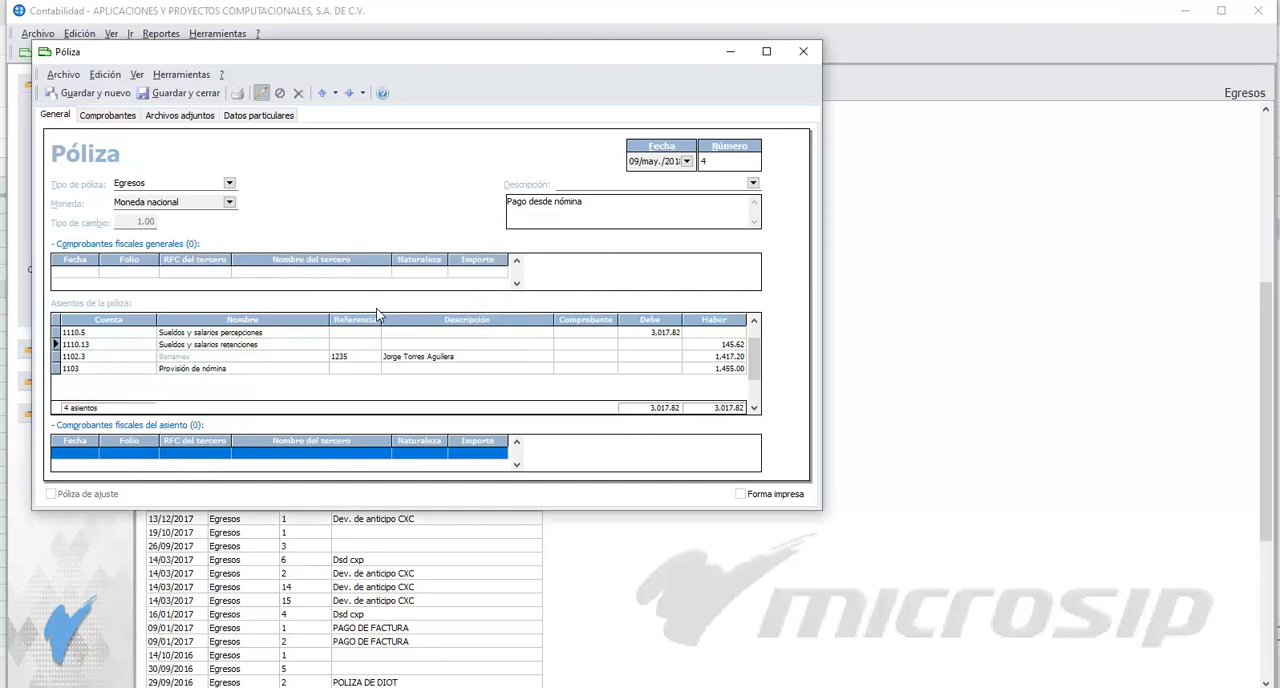 Contabilidad - APLICACIONES Y PROYECTOS COMPUTACIONALES, S.A. DE C.V.
Archivo Edición Ver Ir Reportes Herramientas ?
Póliza
Archivo Edición Ver Herramientas ?
Guardar y nuevo Guardar y cerrar
Egresos
General Comprobantes Archivos adjuntos Datos particulares
Póliza
Fecha Número
09/may./201 4
Tipo de póliza: Egresos
Descripción:
Moneda: Moneda nacional
Pago desde nómina
Tipo de cambio: 1.00
- Comprobantes fiscales generales (0):
Fecha Folio RFC del tercero Nombre del tercero Naturaleza Importe
Asientos de la póliza:
Cuenta Nombre Referencia Descripción Comprobante Debe Haber
1110.5 Sueldos y salarios percepciones 3,017.82
1110.13 Sueldos y salarios retenciones 145.62
1102.3 Banamex 1235 Jorge Torres Aguilera 1,417.20
1103 Provisión de nómina 1,455.00
4 asientos 3,017.82 3,017.82
- Comprobantes fiscales del asiento (0):
Fecha Folio RFC del tercero Nombre del tercero Naturaleza Importe
Póliza de ajuste Forma impresa
13/12/2017 Egresos 1 Dev. de anticipo CXC
19/10/2017 Egresos 1
26/09/2017 Egresos 3
14/03/2017 Egresos 6 Dsd cxp
14/03/2017 Egresos 2 Dev. de anticipo CXC
14/03/2017 Egresos 14 Dev. de anticipo CXC
14/03/2017 Egresos 15 Dev. de anticipo CXC
16/01/2017 Egresos 4 Dsd cxp
09/01/2017 Egresos 1 PAGO DE FACTURA
09/01/2017 Egresos 2 PAGO DE FACTURA
14/10/2016 Egresos 1
30/09/2016 Egresos 5
29/09/2016 Egresos 2 POLIZA DE DIOT
microsip